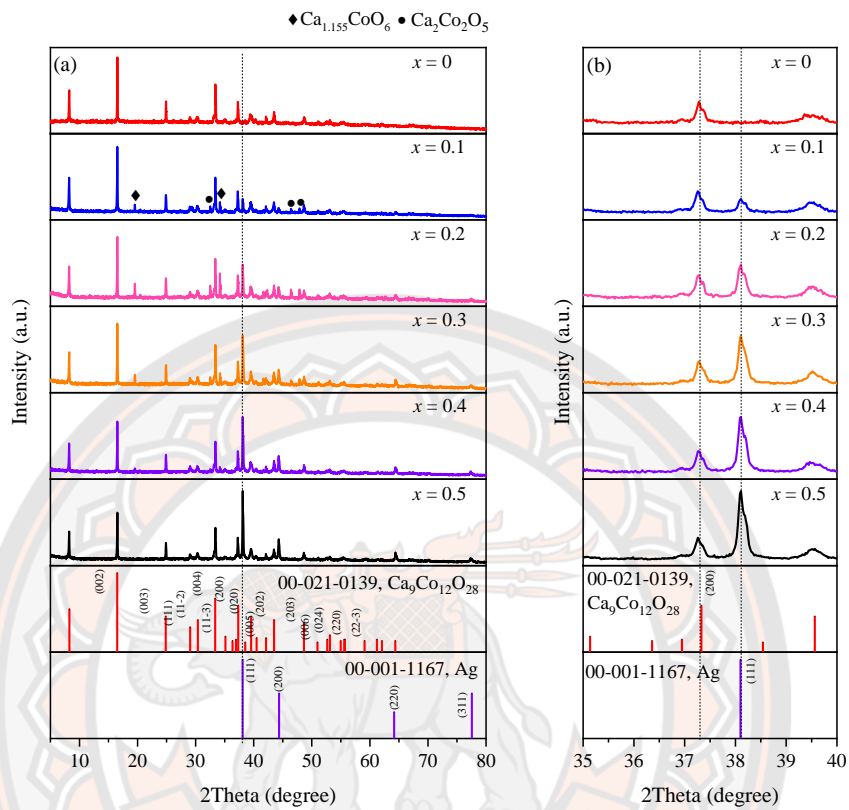 ♦Ca1.155CoO6 ●Ca2Co2O5
(a)
x = 0
x = 0.1
x = 0.2
x = 0.3
x = 0.4
x = 0.5
00-021-0139, Ca9Co12O28
(002)
(003)
(111)
(11-2)
(004)
(11-3)
(200)
(020)
(005)
(202)
(203)
(006)
(024)
(220)
(22-3)
00-001-1167, Ag
(111)
(200)
(220)
(311)
10 20 30 40 50 60 70 80
2Theta (degree)
Intensity (a.u.)
(b)
x = 0
x = 0.1
x = 0.2
x = 0.3
x = 0.4
x = 0.5
00-021-0139,
Ca9Co12O28
(200)
00-001-1167, Ag
(111)
35 36 37 38 39 40
2Theta (degree)
Intensity (a.u.)